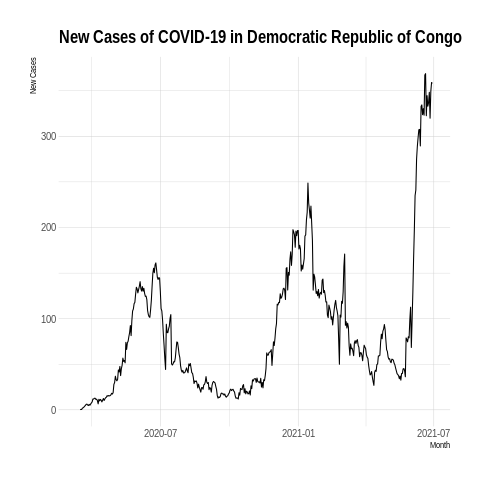 New Cases of COVID-19 in Democratic Republic of Congo
New Cases
300
200
100
0
2020-07
2021-01
2021-07
Month